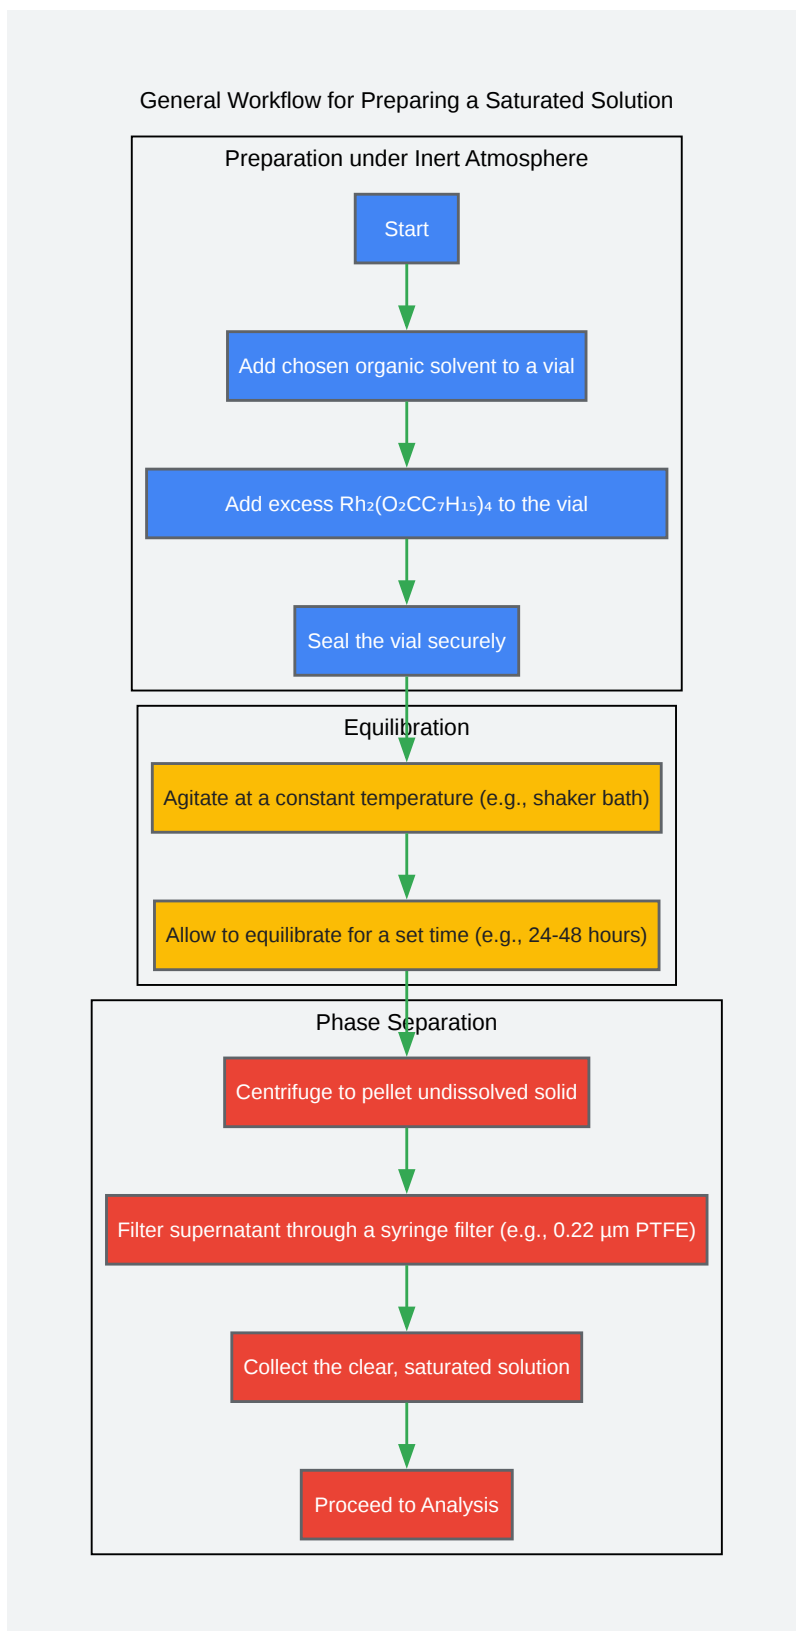 General Workflow for Preparing a Saturated Solution
Preparation under Inert Atmosphere
Start
Add chosen organic solvent to a vial
Add excess Rh₂(O₂CC₇H₁₅)₄ to the vial
Seal the vial securely
Equilibration
Agitate at a constant temperature (e.g., shaker bath)
Allow to equilibrate for a set time (e.g., 24-48 hours)
Phase Separation
Centrifuge to pellet undissolved solid
Filter supernatant through a syringe filter (e.g., 0.22 µm PTFE)
Collect the clear, saturated solution
Proceed to Analysis